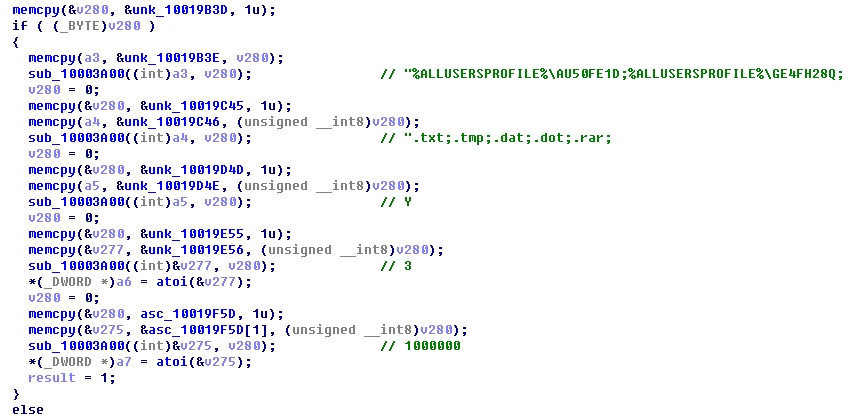 memcpy(&v280, &unk_10019B3D, 1u);
if ( (_BYTE)v280 )
{
memcpy(a3, &unk_10019B3E, v280);
sub_10003A00((int)a3, v280); // "%ALLUSERSPROFILE%\AU50FE1D;%ALLUSERSPROFILE%\GE4FH28Q;
v280 = 0;
memcpy(&v280, &unk_10019C45, 1u);
memcpy(a4, &unk_10019C46, (unsigned __int8)v280);
sub_10003A00((int)a4, v280); // ".txt;.tmp;.dat;.dot;.rar;
v280 = 0;
memcpy(&v280, &unk_10019D4D, 1u);
memcpy(a5, &unk_10019D4E, (unsigned __int8)v280);
sub_10003A00((int)a5, v280); // Y
v280 = 0;
memcpy(&v280, &unk_10019E55, 1u);
memcpy(&v277, &unk_10019E56, (unsigned __int8)v280);
sub_10003A00((int)&v277, v280); // 3
*(_DWORD *)a6 = atoi(&v277);
v280 = 0;
memcpy(&v280, asc_10019F5D, 1u);
memcpy(&v275, &asc_10019F5D[1], (unsigned __int8)v280);
sub_10003A00((int)&v275, v280); // 1000000
*(_DWORD *)a7 = atoi(&v275);
result = 1;
}
else